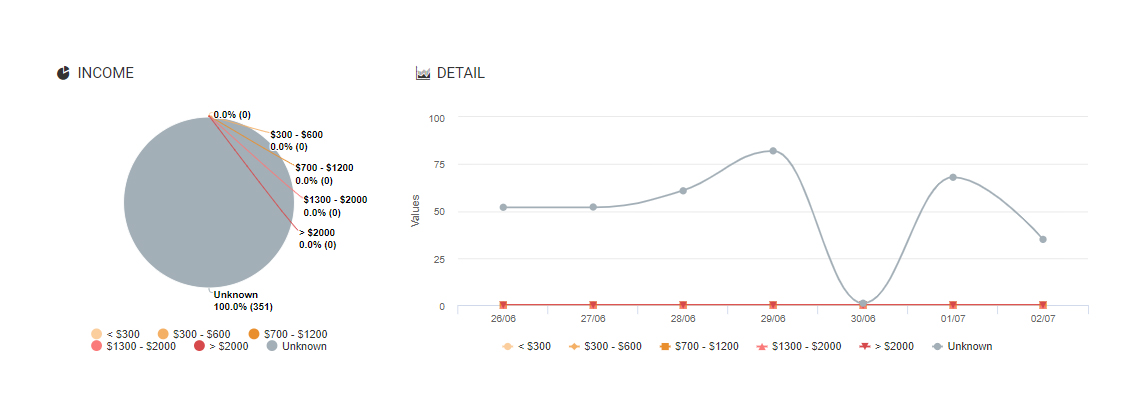 INCOME
0.0% (0)
$300 - $600
0.0% (0)
$700 - $1200
0.0% (0)
$1300 - $2000
0.0% (0)
> $2000
0.0% (0)
Unknown
100.0% (351)
< $300 $300 - $600 $700 - $1200
$1300 - $2000 > $2000 Unknown
DETAIL
Values
100
75
50
25
0
26/06 27/06 28/06 29/06 30/06 01/07 02/07
< $300 $300 - $600 $700 - $1200 $1300 - $2000 > $2000 Unknown